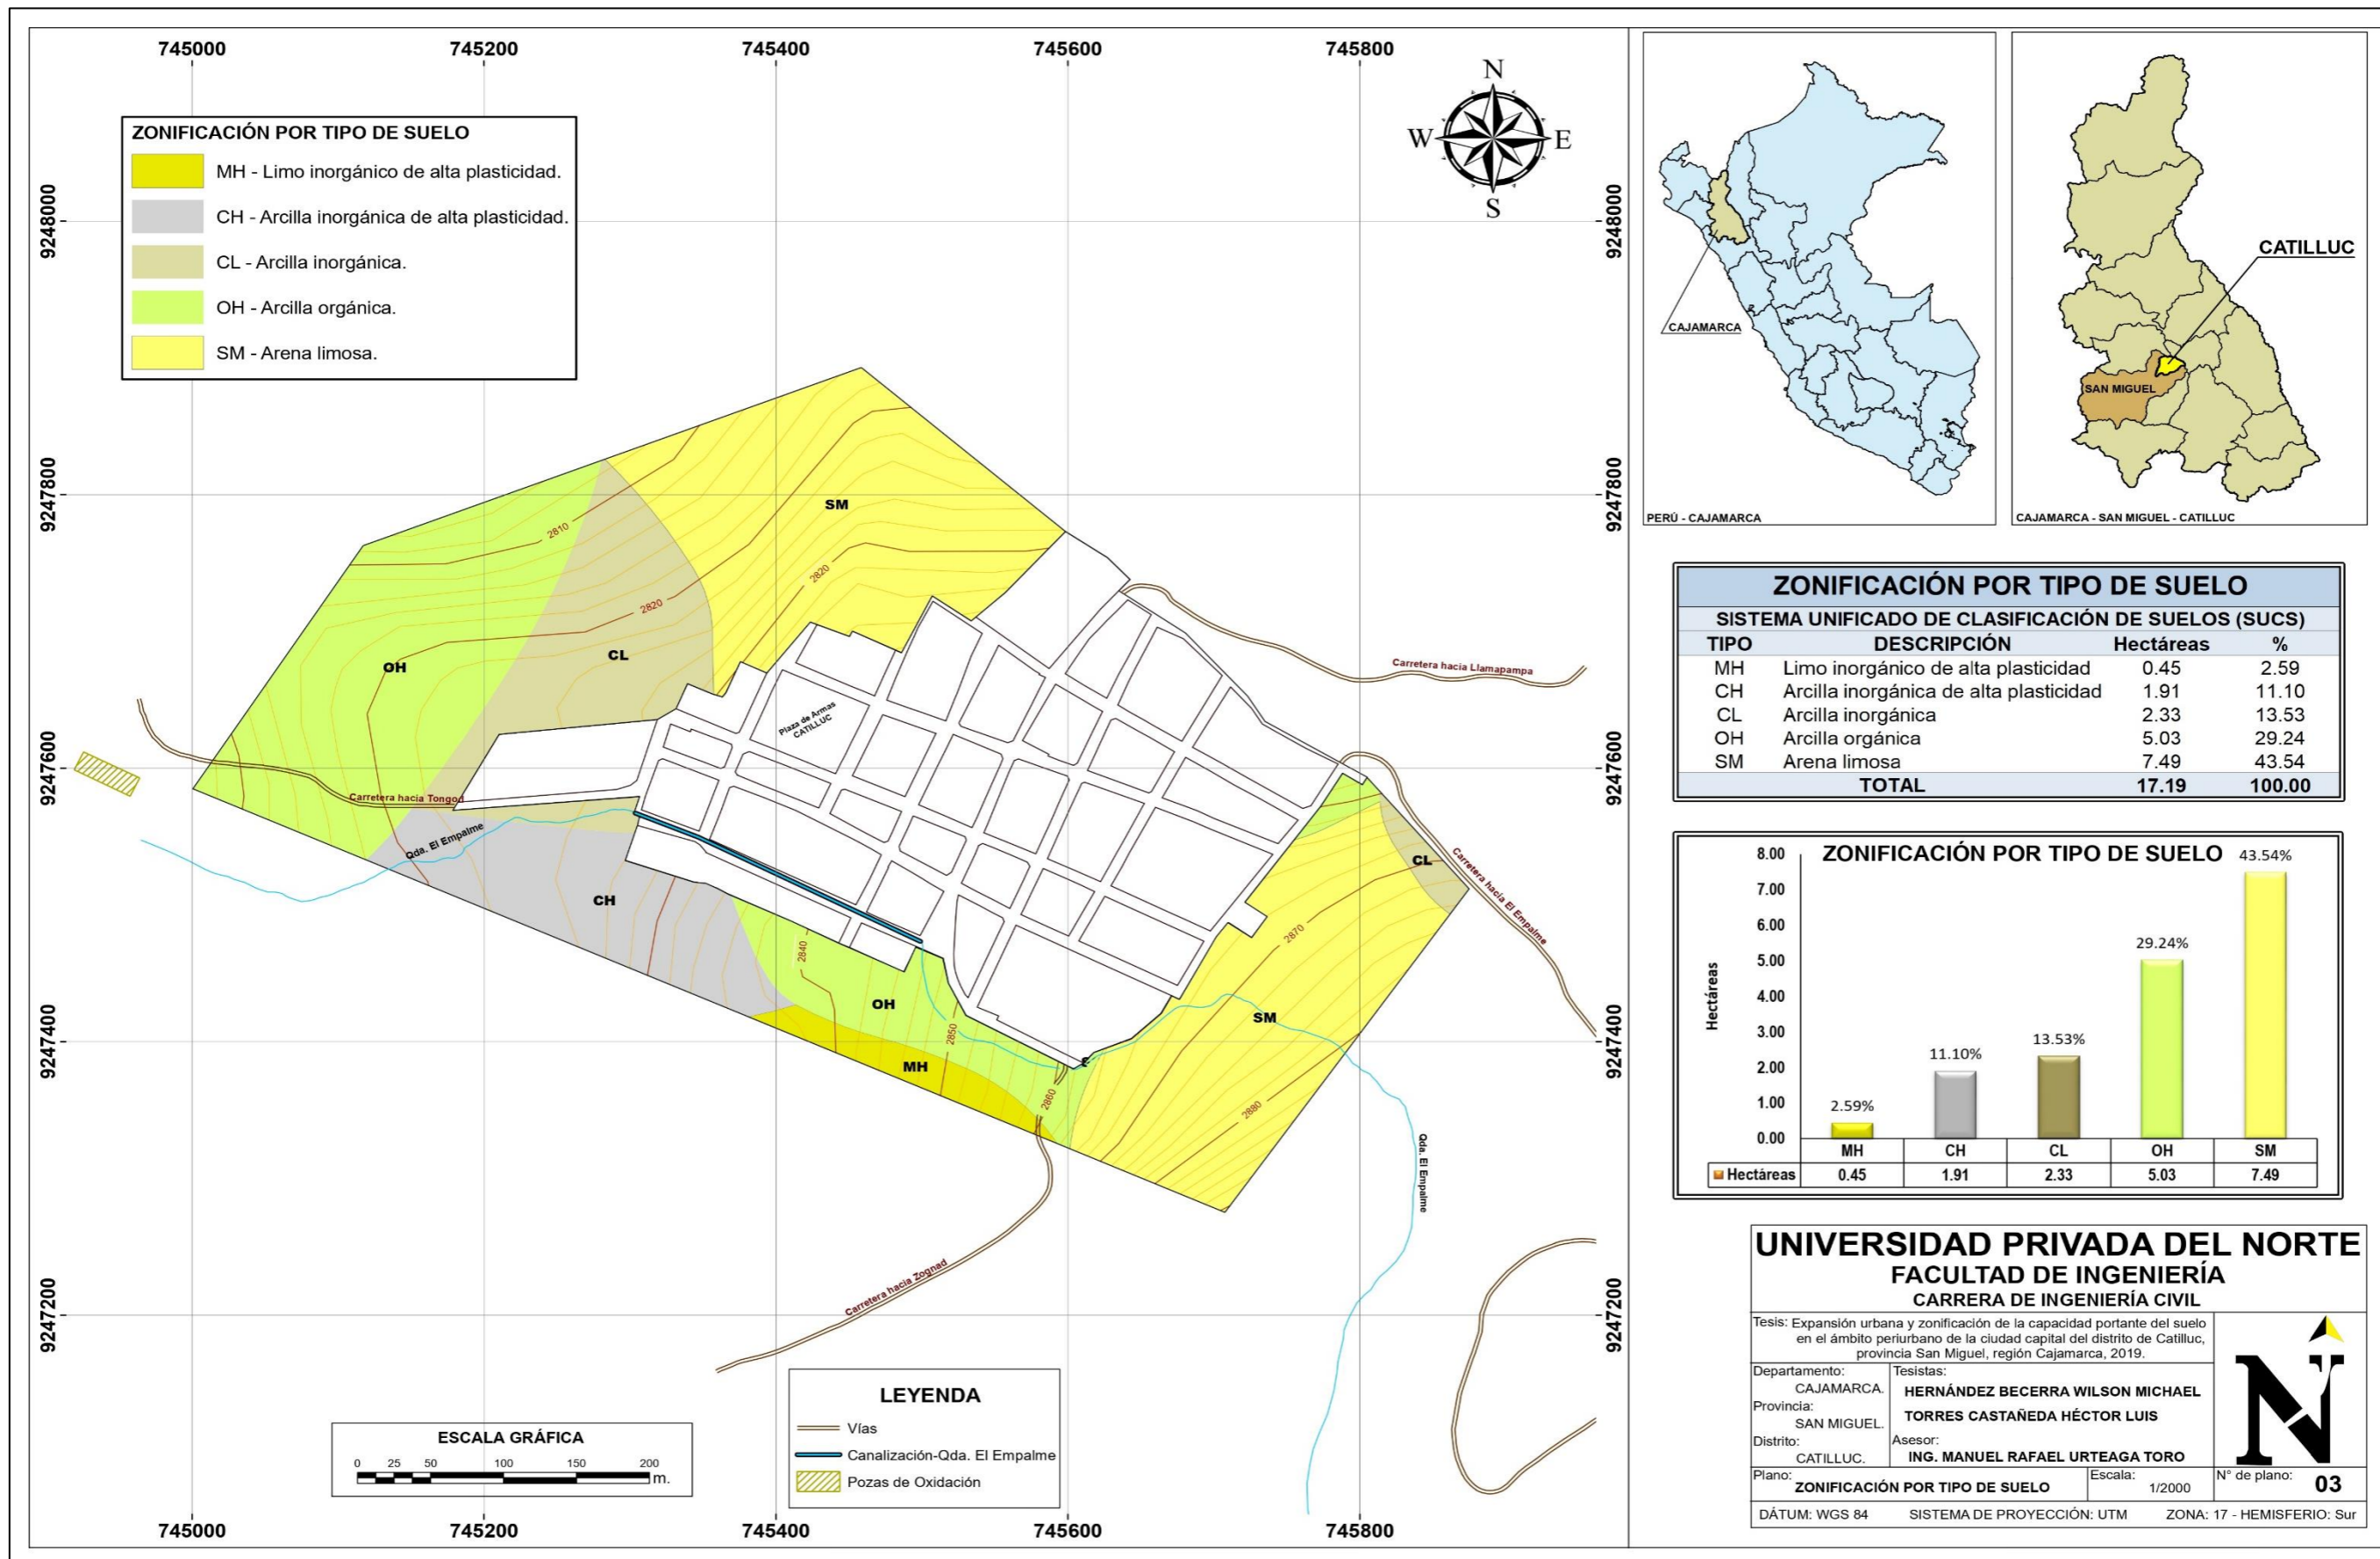 745000 745200 745400 745600 745800
9248000
9247800
9247600
9247400
9247200
ZONIFICACIÓN POR TIPO DE SUELO
MH - Limo inorgánico de alta plasticidad.
CH - Arcilla inorgánica de alta plasticidad.
CL - Arcilla inorgánica.
OH - Arcilla orgánica.
SM - Arena limosa.
N
W E
S
SM
2810
2820
2820
CL
OH
Plaza de Armas
CATILLUC
Carretera hacia Llamapampa
Carretera hacia Tongod
Qda. El Empalme
CH
CL
Carretera hacia El Empalme
2870
2840
OH
2850
SM
MH
2860
2880
Qda. El Empalme
Carretera hacia Zognad
ESCALA GRÁFICA
0 25 50 100 150 200
m.
LEYENDA
Vías
Canalización-Qda. El Empalme
Pozas de Oxidación
9248000
9247800
9247600
9247400
9247200
745000 745200 745400 745600 745800
CAJAMARCA
PERÚ - CAJAMARCA
CATILLUC
SAN MIGUEL
CAJAMARCA - SAN MIGUEL - CATILLUC
ZONIFICACIÓN POR TIPO DE SUELO
SISTEMA UNIFICADO DE CLASIFICACIÓN DE SUELOS (SUCS)
TIPO DESCRIPCIÓN Hectáreas %
MH Limo inorgánico de alta plasticidad 0.45 2.59
CH Arcilla inorgánica de alta plasticidad 1.91 11.10
CL Arcilla inorgánica 2.33 13.53
OH Arcilla orgánica 5.03 29.24
SM Arena limosa 7.49 43.54
TOTAL 17.19 100.00
ZONIFICACIÓN POR TIPO DE SUELO
Hectáreas
8.00
7.00
6.00
5.00
4.00
3.00
2.00
1.00
0.00
2.59%
11.10%
13.53%
29.24%
43.54%
MH CH CL OH SM
Hectáreas 0.45 1.91 2.33 5.03 7.49
UNIVERSIDAD PRIVADA DEL NORTE
FACULTAD DE INGENIERÍA
CARRERA DE INGENIERÍA CIVIL
Tesis: Expansión urbana y zonificación de la capacidad portante del suelo
en el ámbito periurbano de la ciudad capital del distrito de Catilluc,
provincia San Miguel, región Cajamarca, 2019.
Departamento:
CAJAMARCA.
Provincia:
SAN MIGUEL.
Distrito:
CATILLUC.
Tesistas:
HERNÁNDEZ BECERRA WILSON MICHAEL
TORRES CASTAÑEDA HÉCTOR LUIS
Asesor:
ING. MANUEL RAFAEL URTEAGA TORO
N
Plano:
ZONIFICACIÓN POR TIPO DE SUELO
Escala:
1/2000
N° de plano:
03
DÁTUM: WGS 84 SISTEMA DE PROYECCIÓN: UTM ZONA: 17 - HEMISFERIO: Sur